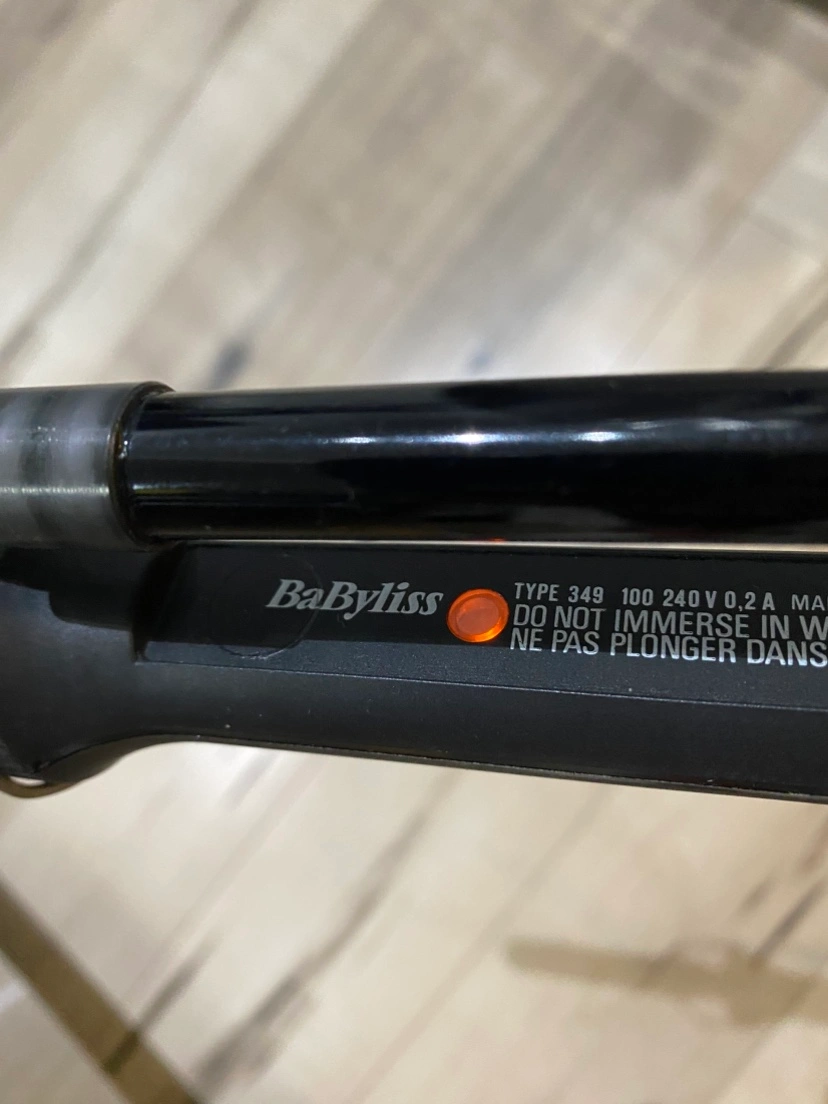 BaByliss
TYPE 349 100 240 V 0,2 A
DO NOT IMMERSE IN
NE PAS PLONGER DANS